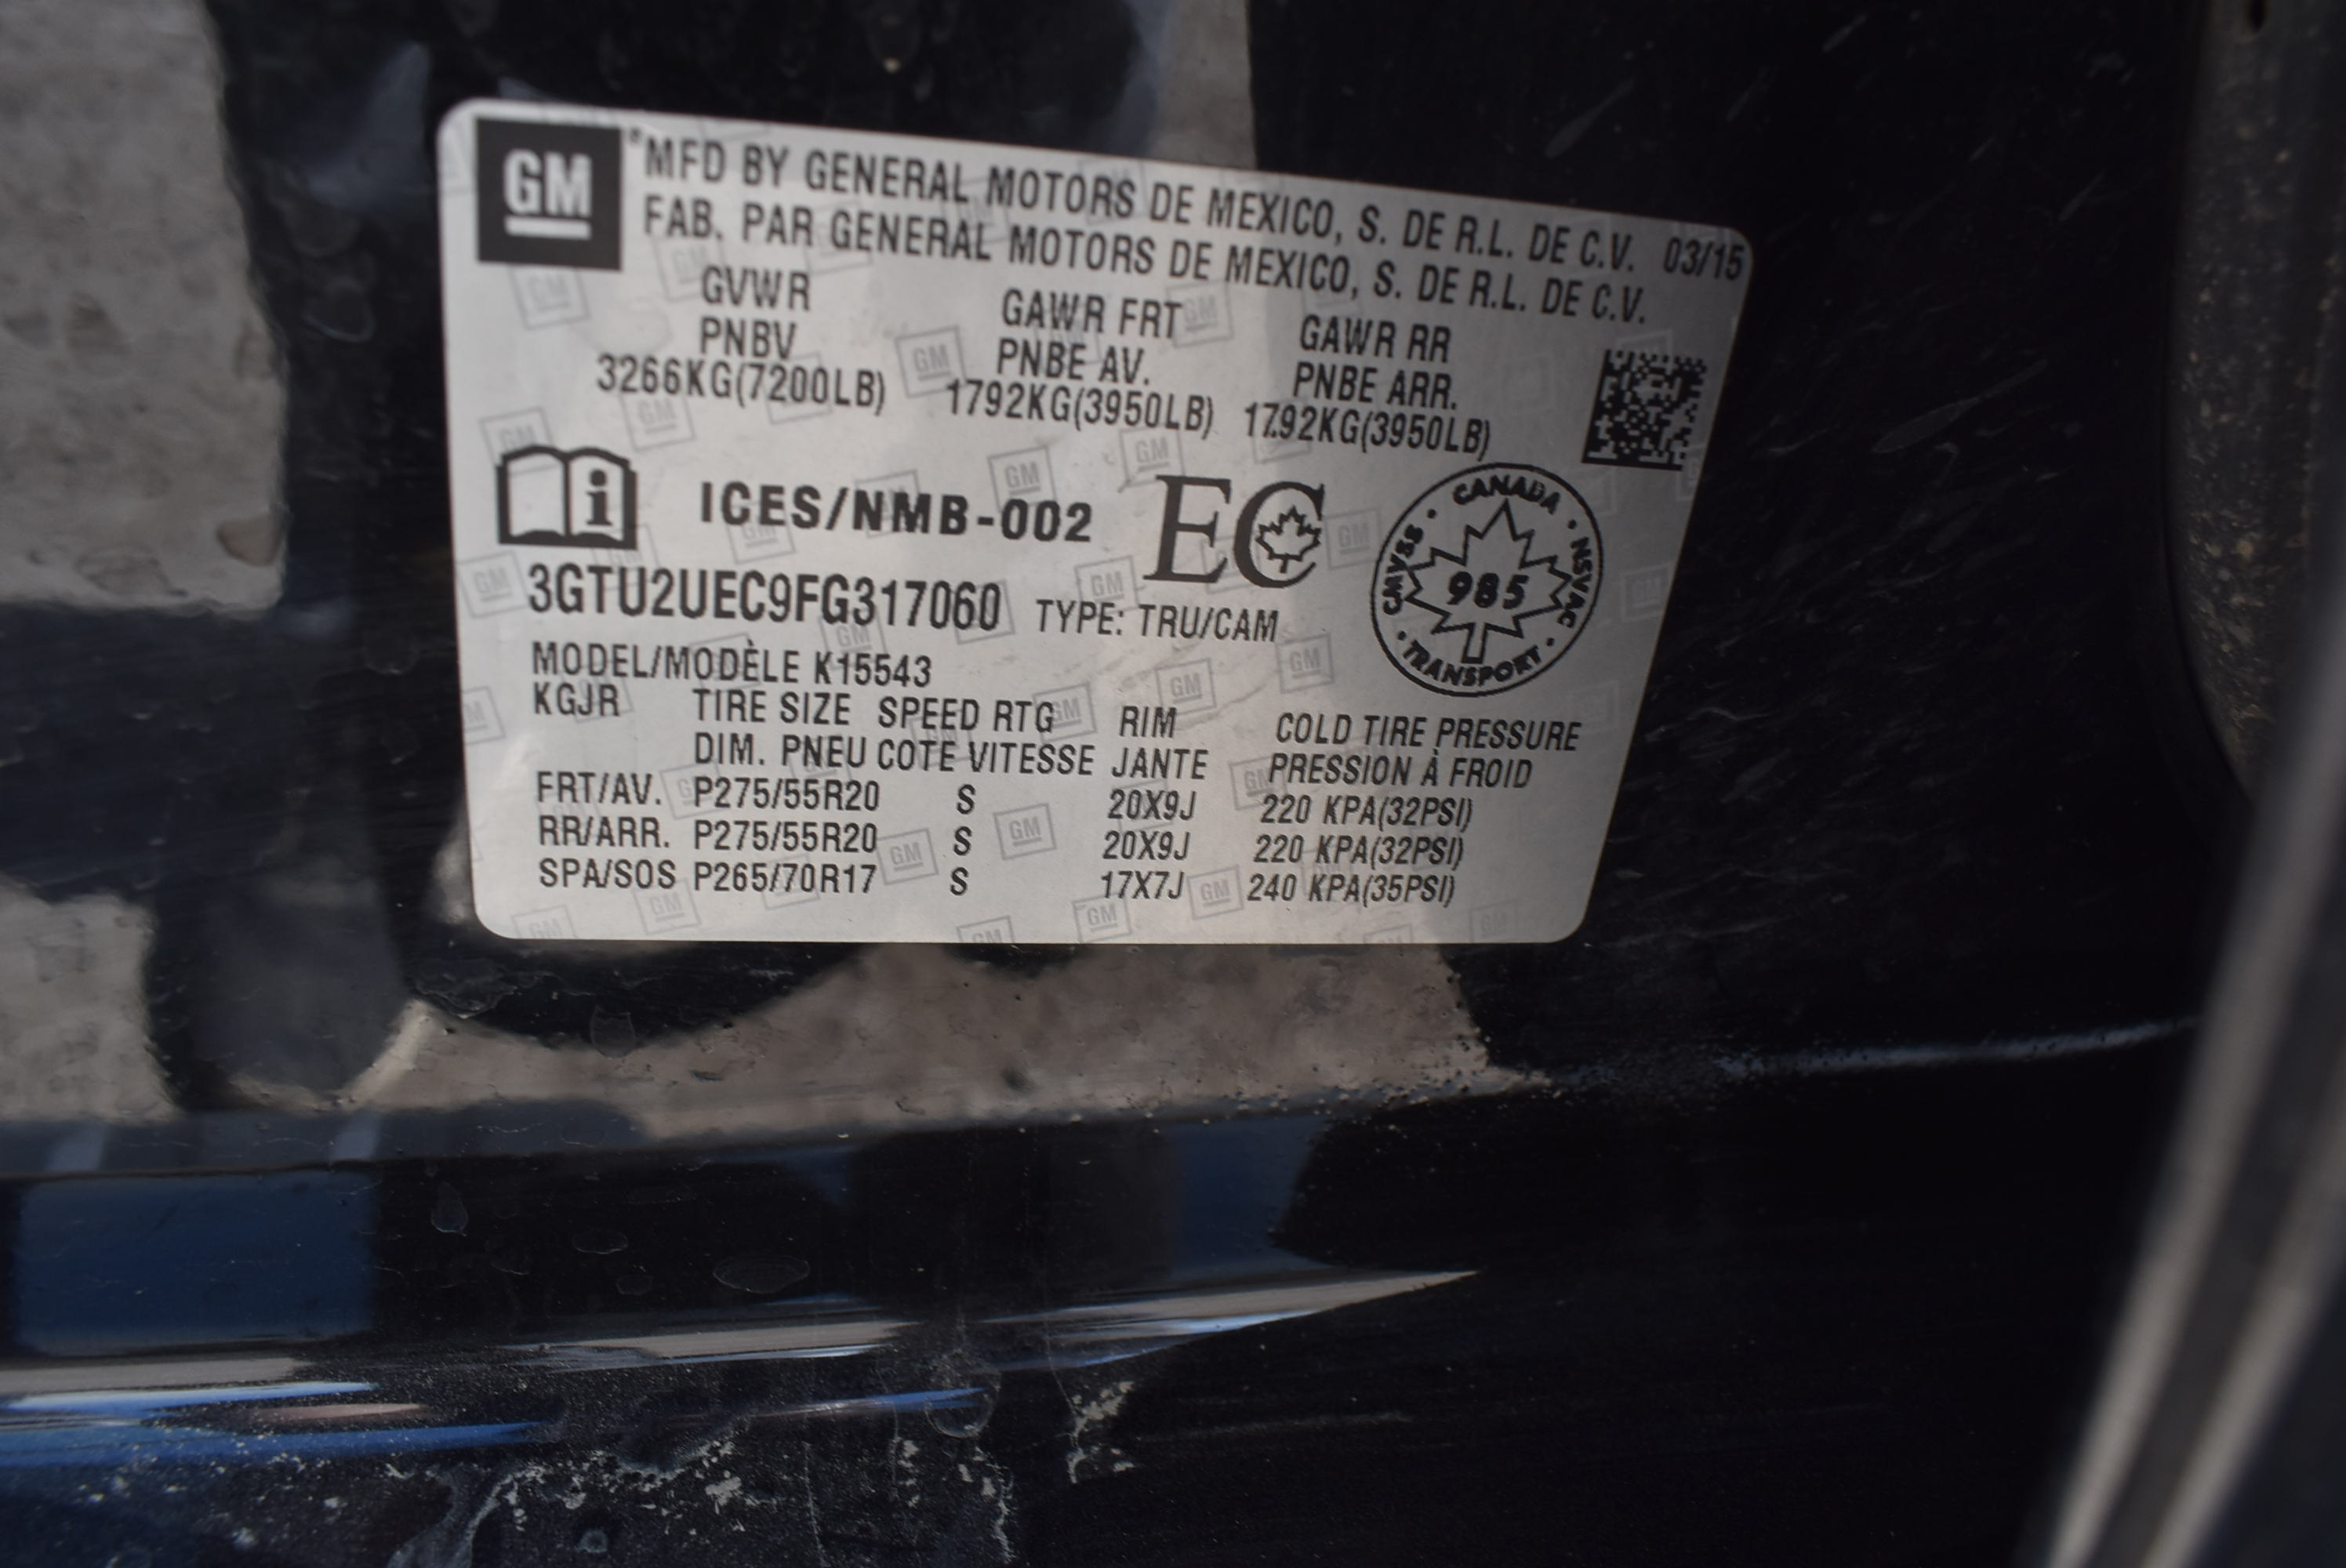 GM
MFD BY GENERAL MOTORS DE MEXICO, S. DE R.L. DE C.V. 03/15
FAB. PAR GENERAL MOTORS DE MEXICO, S. DE R.L. DE C.V.
GVWR GAWR FRT GAWR RR
PNBV PNBE AV. PNBE ARR.
3266KG(7200LB) 1792KG(3950LB) 1792KG(3950LB)
i ICES/NMB-002 EC
CANADA · NSVAC · TRANSPORT · CMVSS ·
985
3GTU2UEC9FG317060 TYPE: TRU/CAM
MODEL/MODÈLE K15543
KGJR TIRE SIZE SPEED RTG RIM COLD TIRE PRESSURE
DIM. PNEU COTE VITESSE JANTE PRESSION À FROID
FRT/AV. P275/55R20 S 20X9J 220 KPA(32PSI)
RR/ARR. P275/55R20 S 20X9J 220 KPA(32PSI)
SPA/SOS P265/70R17 S 17X7J 240 KPA(35PSI)